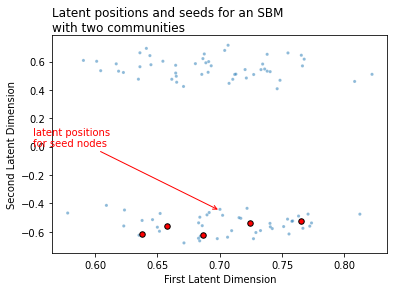 Latent positions and seeds for an SBM
with two communities
Second Latent Dimension
0.6
0.4
0.2
0.0
−0.2
−0.4
−0.6
latent positions
for seed nodes
0.60
0.65
0.70
0.75
0.80
First Latent Dimension